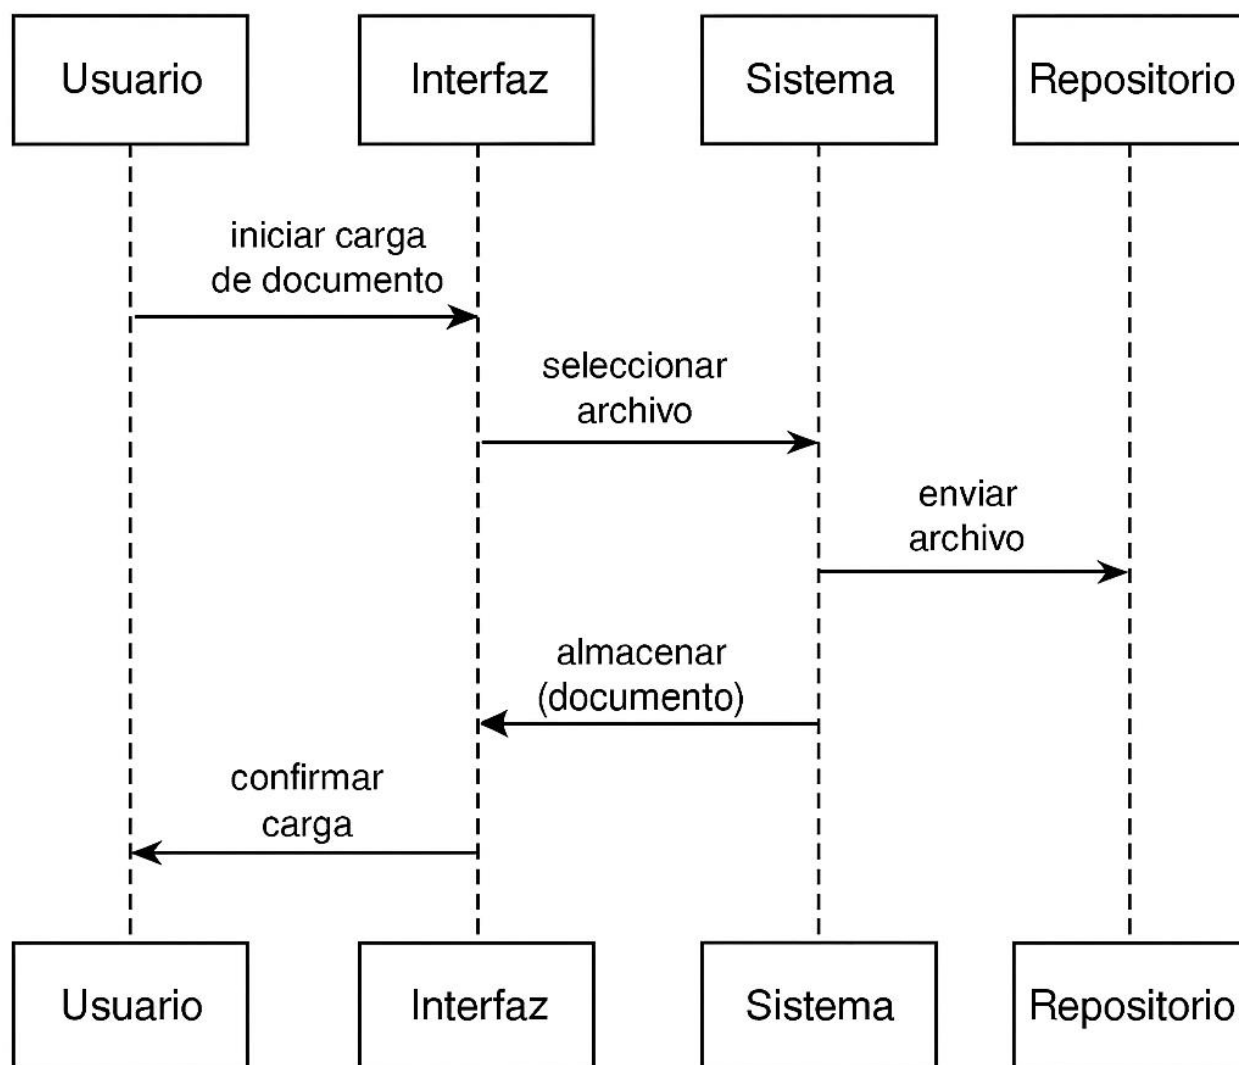 Usuario
Interfaz
Sistema
Repositorio
iniciar carga
de documento
seleccionar
archivo
enviar
archivo
almacenar
(documento)
confirmar
carga
Usuario
Interfaz
Sistema
Repositorio